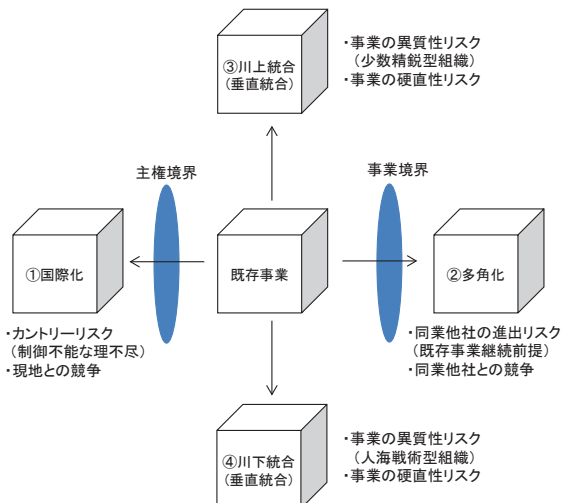 ③川上統合
(垂直統合)
・事業の異質性リスク
(少数精鋭型組織)
・事業の硬直性リスク
主権境界
事業境界
①国際化
既存事業
②多角化
・カントリーリスク
(制御不能な理不尽)
・現地との競争
・同業他社の進出リスク
(既存事業継続前提)
・同業他社との競争
④川下統合
(垂直統合)
・事業の異質性リスク
(人海戦術型組織)
・事業の硬直性リスク